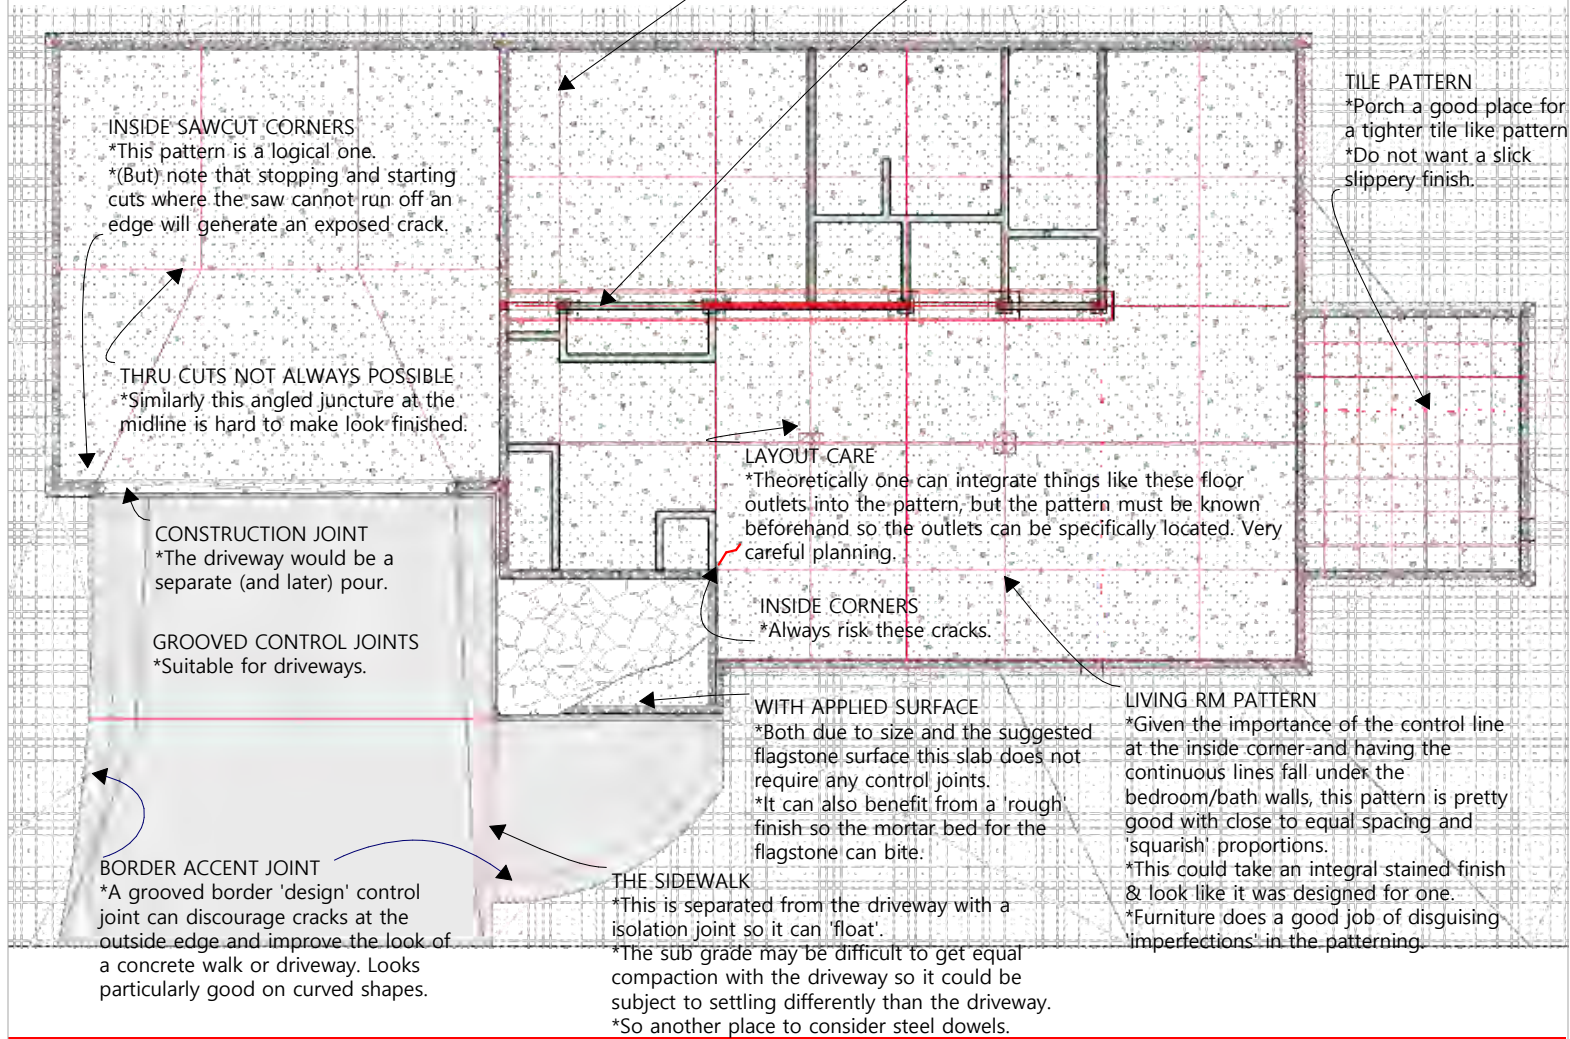 INSIDE SAWCUT CORNERS
*This pattern is a logical one.
*(But) note that stopping and starting
cuts where the saw cannot run off an
edge will generate an exposed crack.
THRU CUTS NOT ALWAYS POSSIBLE
*Similarly this angled juncture at the
midline is hard to make look finished.
TILE PATTERN
*Porch a good place for
a tighter tile like pattern
*Do not want a slick
slippery finish.
LAYOUT CARE
*Theoretically one can integrate things like these floor
outlets into the pattern, but the pattern must be known
beforehand so the outlets can be specifically located. Very
careful planning.
CONSTRUCTION JOINT
*The driveway would be a
separate (and later) pour.
INSIDE CORNERS
*Always risk these cracks.
GROOVED CONTROL JOINTS
*Suitable for driveways.
WITH APPLIED SURFACE
*Both due to size and the suggested
flagstone surface this slab does not
require any control joints.
*It can also benefit from a 'rough'
finish so the mortar bed for the
flagstone can bite.
LIVING RM PATTERN
*Given the importance of the control line
at the inside corner-and having the
continuous lines fall under the
bedroom/bath walls, this pattern is pretty
good with close to equal spacing and
'squarish' proportions.
*This could take an integral stained finish
& look like it was designed for one.
*Furniture does a good job of disguising
'imperfections' in the patterning.
BORDER ACCENT JOINT
*A grooved border 'design' control
joint can discourage cracks at the
outside edge and improve the look of
a concrete walk or driveway. Looks
particularly good on curved shapes.
THE SIDEWALK
*This is separated from the driveway with a
isolation joint so it can 'float'.
*The sub grade may be difficult to get equal
compaction with the driveway so it could be
subject to settling differently than the driveway.
*So another place to consider steel dowels.